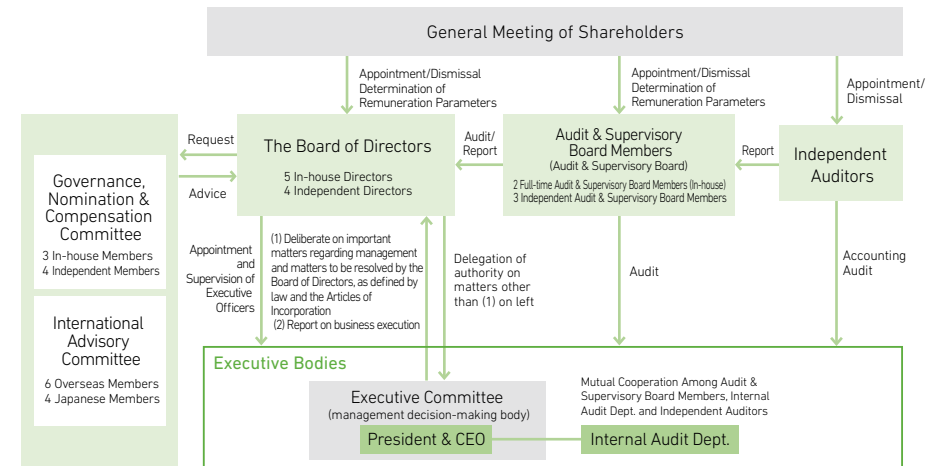 General Meeting of Shareholders
Appointment/Dismissal
Determination of
Remuneration Parameters
Appointment/Dismissal
Determination of
Remuneration Parameters
Appointment/
Dismissal
Request
Advice
The Board of Directors
5 In-house Directors
4 Independent Directors
Audit/
Report
Audit & Supervisory
Board Members
(Audit & Supervisory Board)
2 Full-time Audit & Supervisory Board Members (In-house)
3 Independent Audit & Supervisory Board Members
Report
Independent
Auditors
Governance,
Nomination &
Compensation
Committee
3 In-house Members
4 Independent Members
International
Advisory
Committee
6 Overseas Members
4 Japanese Members
Appointment
and
Supervision of
Executive
Officers
(1) Deliberate on important
matters regarding management
and matters to be resolved by the
Board of Directors, as defined by
law and the Articles of
Incorporation
(2) Report on business execution
Delegation of
authority on
matters other
than (1) on left
Audit
Accounting
Audit
Executive Bodies
Executive Committee
(management decision-making body)
President & CEO
Mutual Cooperation Among Audit &
Supervisory Board Members, Internal
Audit Dept. and Independent Auditors
Internal Audit Dept.